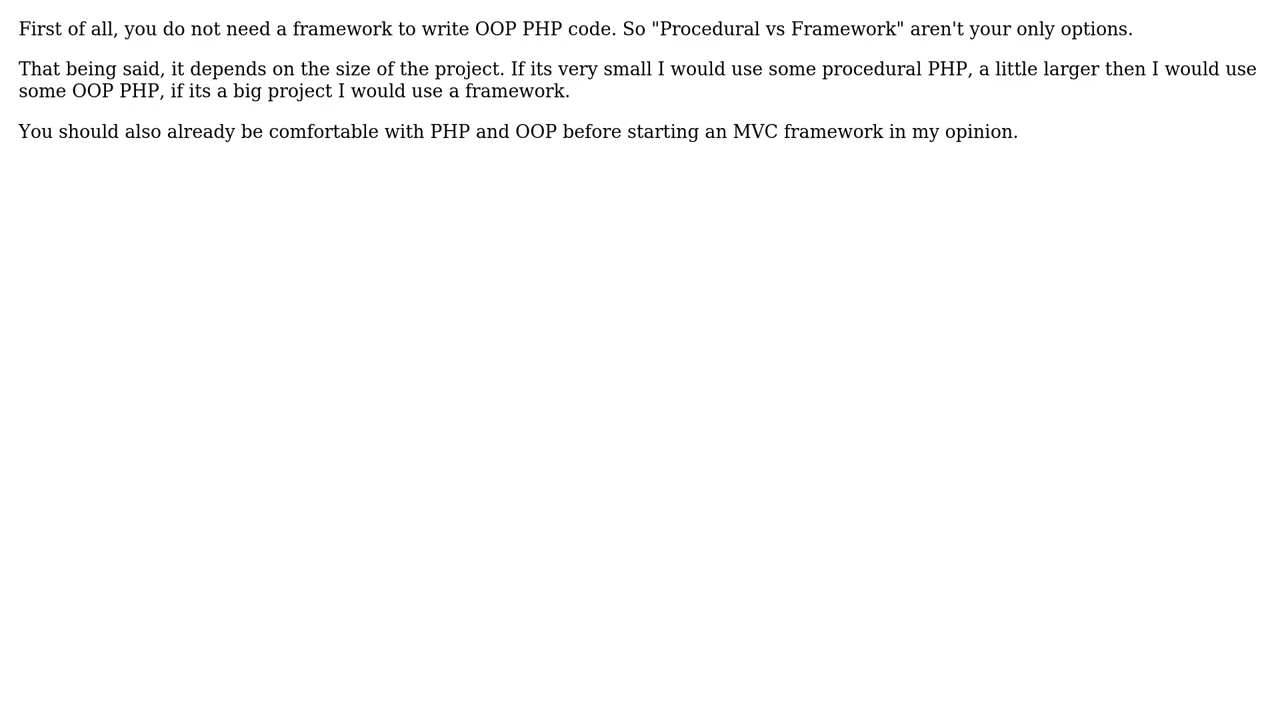 First of all, you do not need a framework to write OOP PHP code. So "Procedural vs Framework" aren't your only options.
That being said, it depends on the size of the project. If its very small I would use some procedural PHP, a little larger then I would use
some OOP PHP, if its a big project I would use a framework.
You should also already be comfortable with PHP and OOP before starting an MVC framework in my opinion.